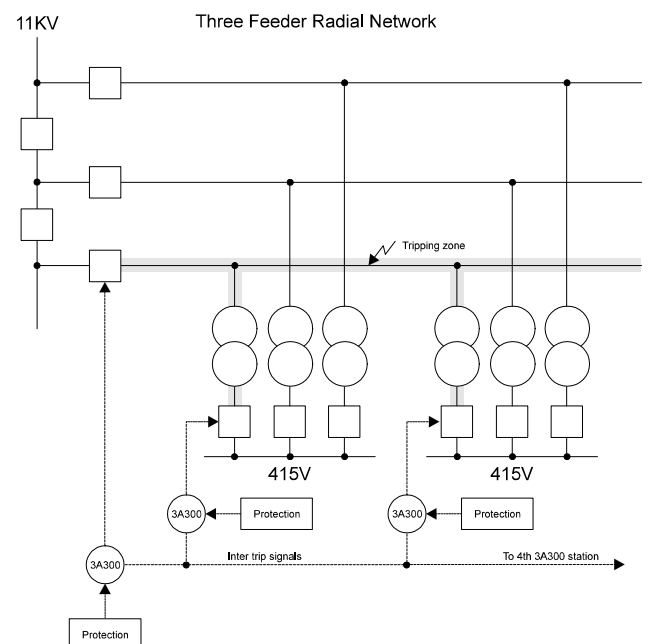 11KV
Three Feeder Radial Network
Tripping zone
415V
415V
3A300
Protection
3A300
Protection
3A300
Inter trip signals
To 4th 3A300 station
Protection